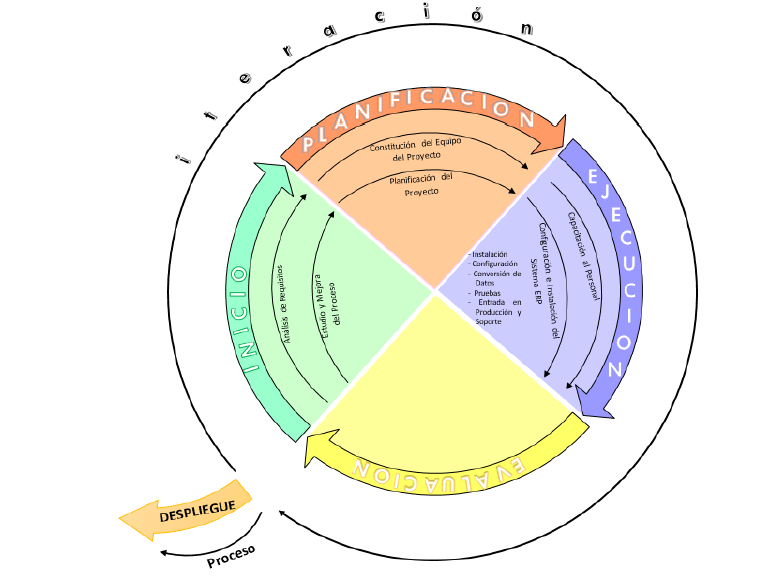 iteración
PLANIFICACION
Constitución del Equipo
del Proyecto
Planificación del
Proyecto
EJECUCION
Capacitación al Personal
Configuración e instalación del
Sistema ERP
- Instalación
- Configuración
- Conversión de
Datos
- Pruebas
- Entrada en
Producción y
Soporte
INICIO
Análisis de Requisitos
Estudio y Mejora
del Proceso
EVALUACION
DESPLIEGUE
Proceso